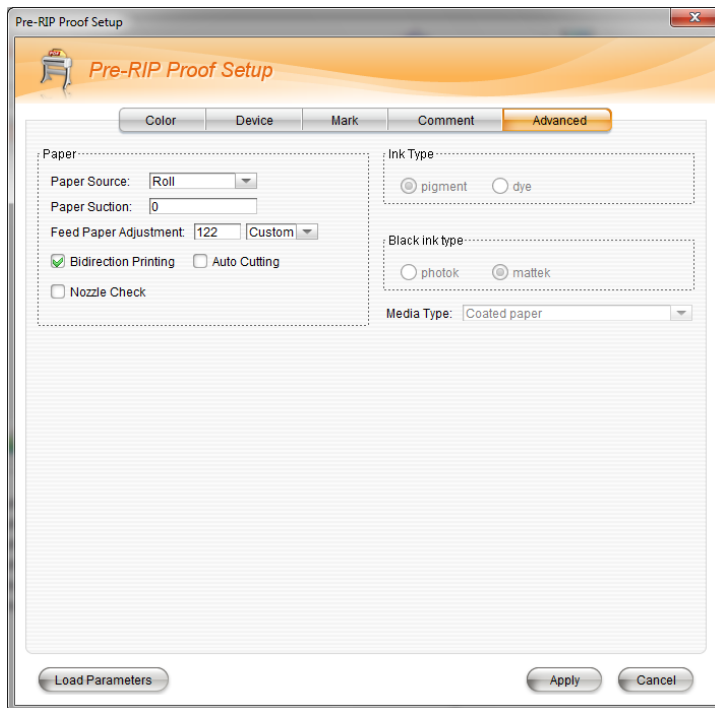 Pre-RIP Proof Setup
Pre-RIP Proof Setup
Color Device Mark Comment Advanced
Paper
Paper Source: Roll
Paper Suction: 0
Feed Paper Adjustment: 122 Custom
Bidirection Printing Auto Cutting
Nozzle Check
Ink Type
pigment dye
Black ink type
photok mattek
Media Type: Coated paper
Load Parameters Apply Cancel